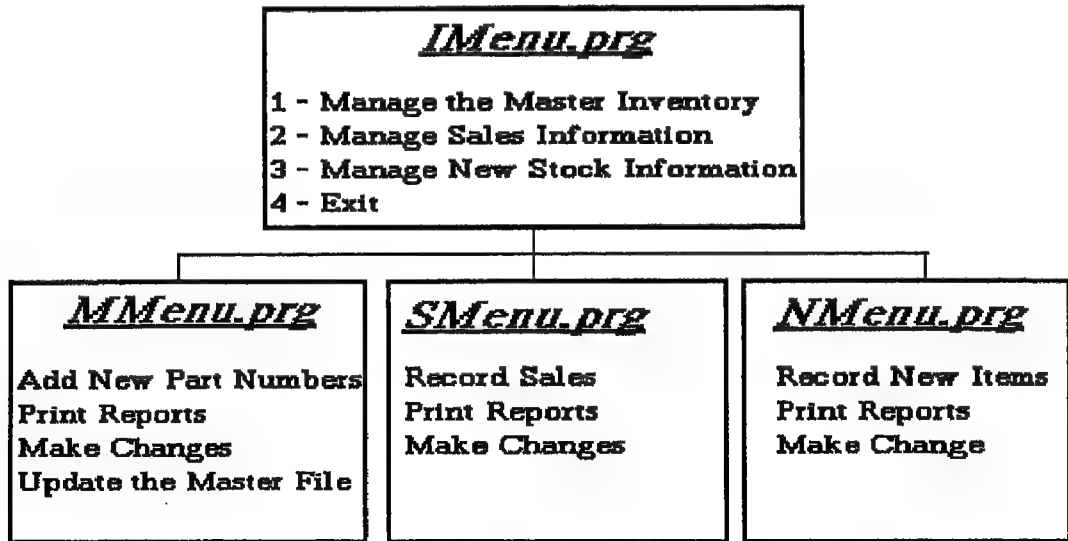 IMenu.prg
1 - Manage the Master Inventory
2 - Manage Sales Information
3 - Manage New Stock Information
4 - Exit
MMenu.prg
Add New Part Numbers
Print Reports
Make Changes
Update the Master File
SMenu.prg
Record Sales
Print Reports
Make Changes
NMenu.prg
Record New Items
Print Reports
Make Change